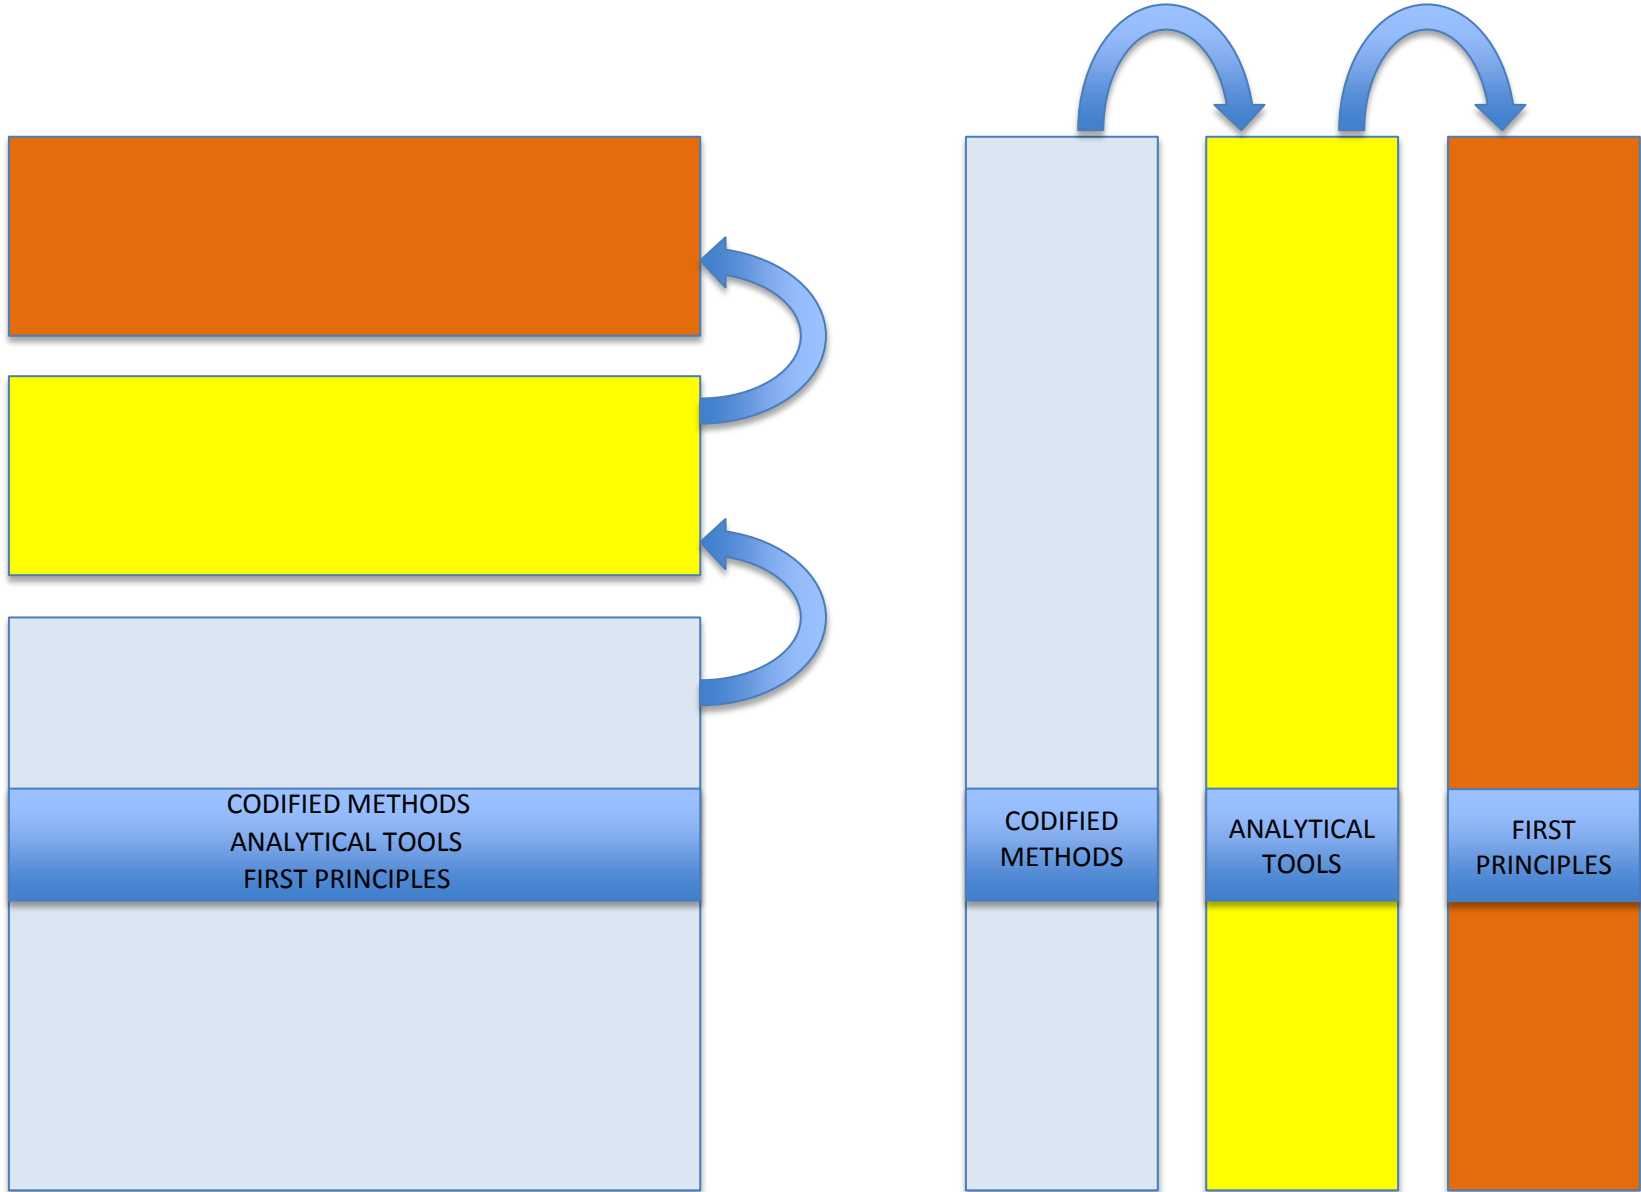 CODIFIED METHODS
ANALYTICAL TOOLS
FIRST PRINCIPLES
CODIFIED
METHODS
ANALYTICAL
TOOLS
FIRST
PRINCIPLES